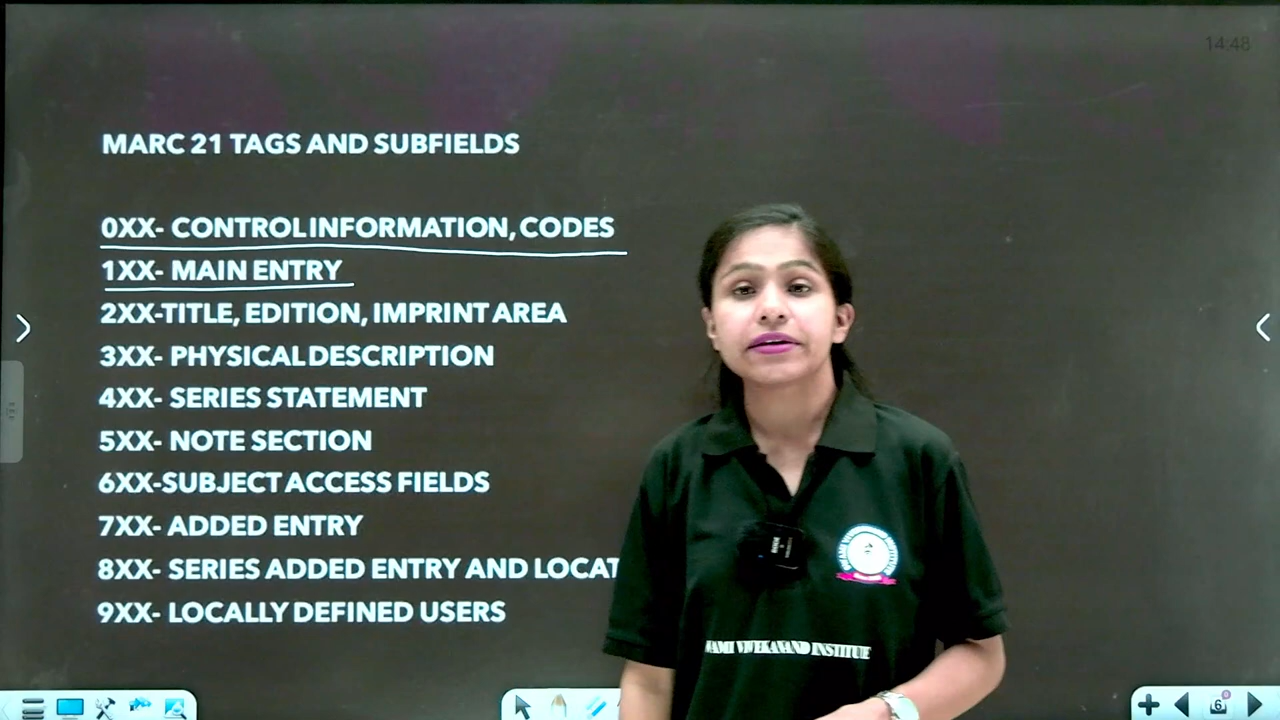 14:48
MARC 21 TAGS AND SUBFIELDS
0XX- CONTROL INFORMATION, CODES
1XX- MAIN ENTRY
2XX-TITLE, EDITION, IMPRINT AREA
3XX- PHYSICAL DESCRIPTION
4XX- SERIES STATEMENT
5XX- NOTE SECTION
6XX-SUBJECT ACCESS FIELDS
7XX- ADDED ENTRY
8XX- SERIES ADDED ENTRY AND LOCAT
9XX- LOCALLY DEFINED USERS
VIVEKANAND INSTITUE
6